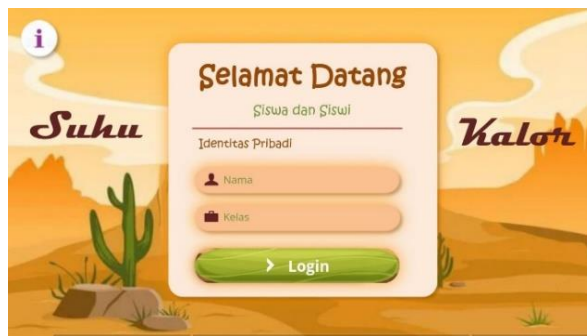 i
Selamat Datang
Siswa dan Siswi
Suhu
Kalor
Identitas Pribadi
Nama
Kelas
Login